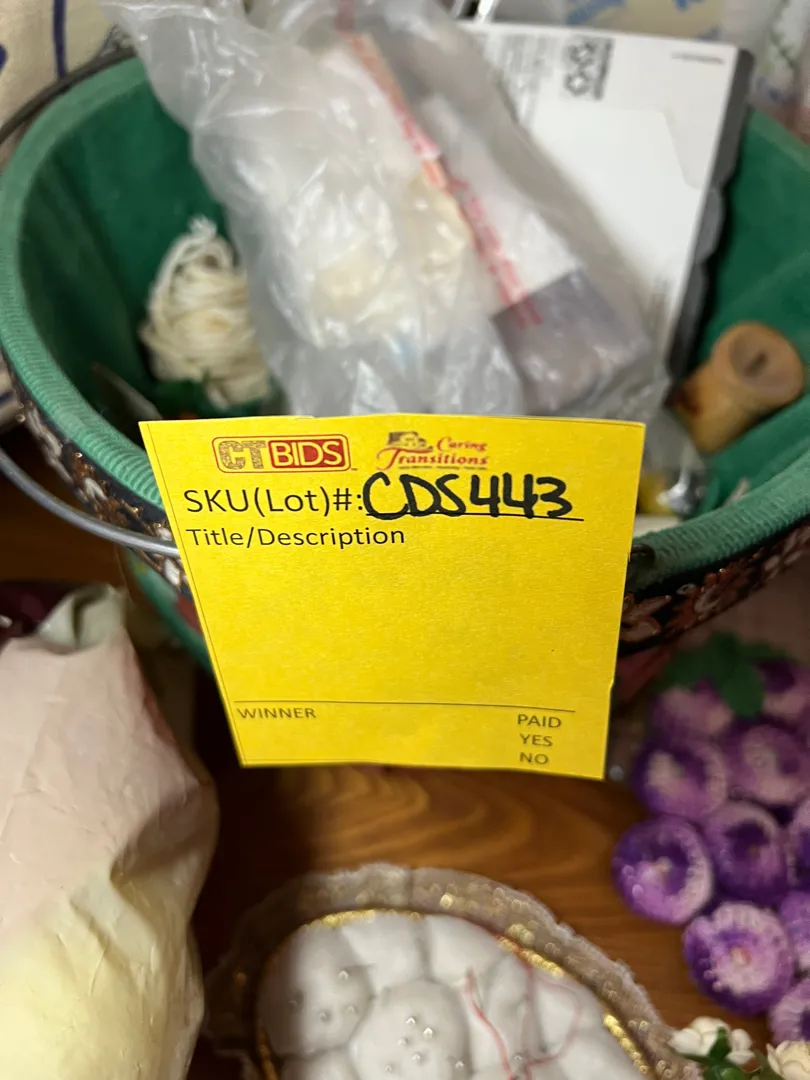 CTBIDS Caring Transitions
SKU(Lot)#: CDS443
Title/Description
WINNER PAID
YES
NO